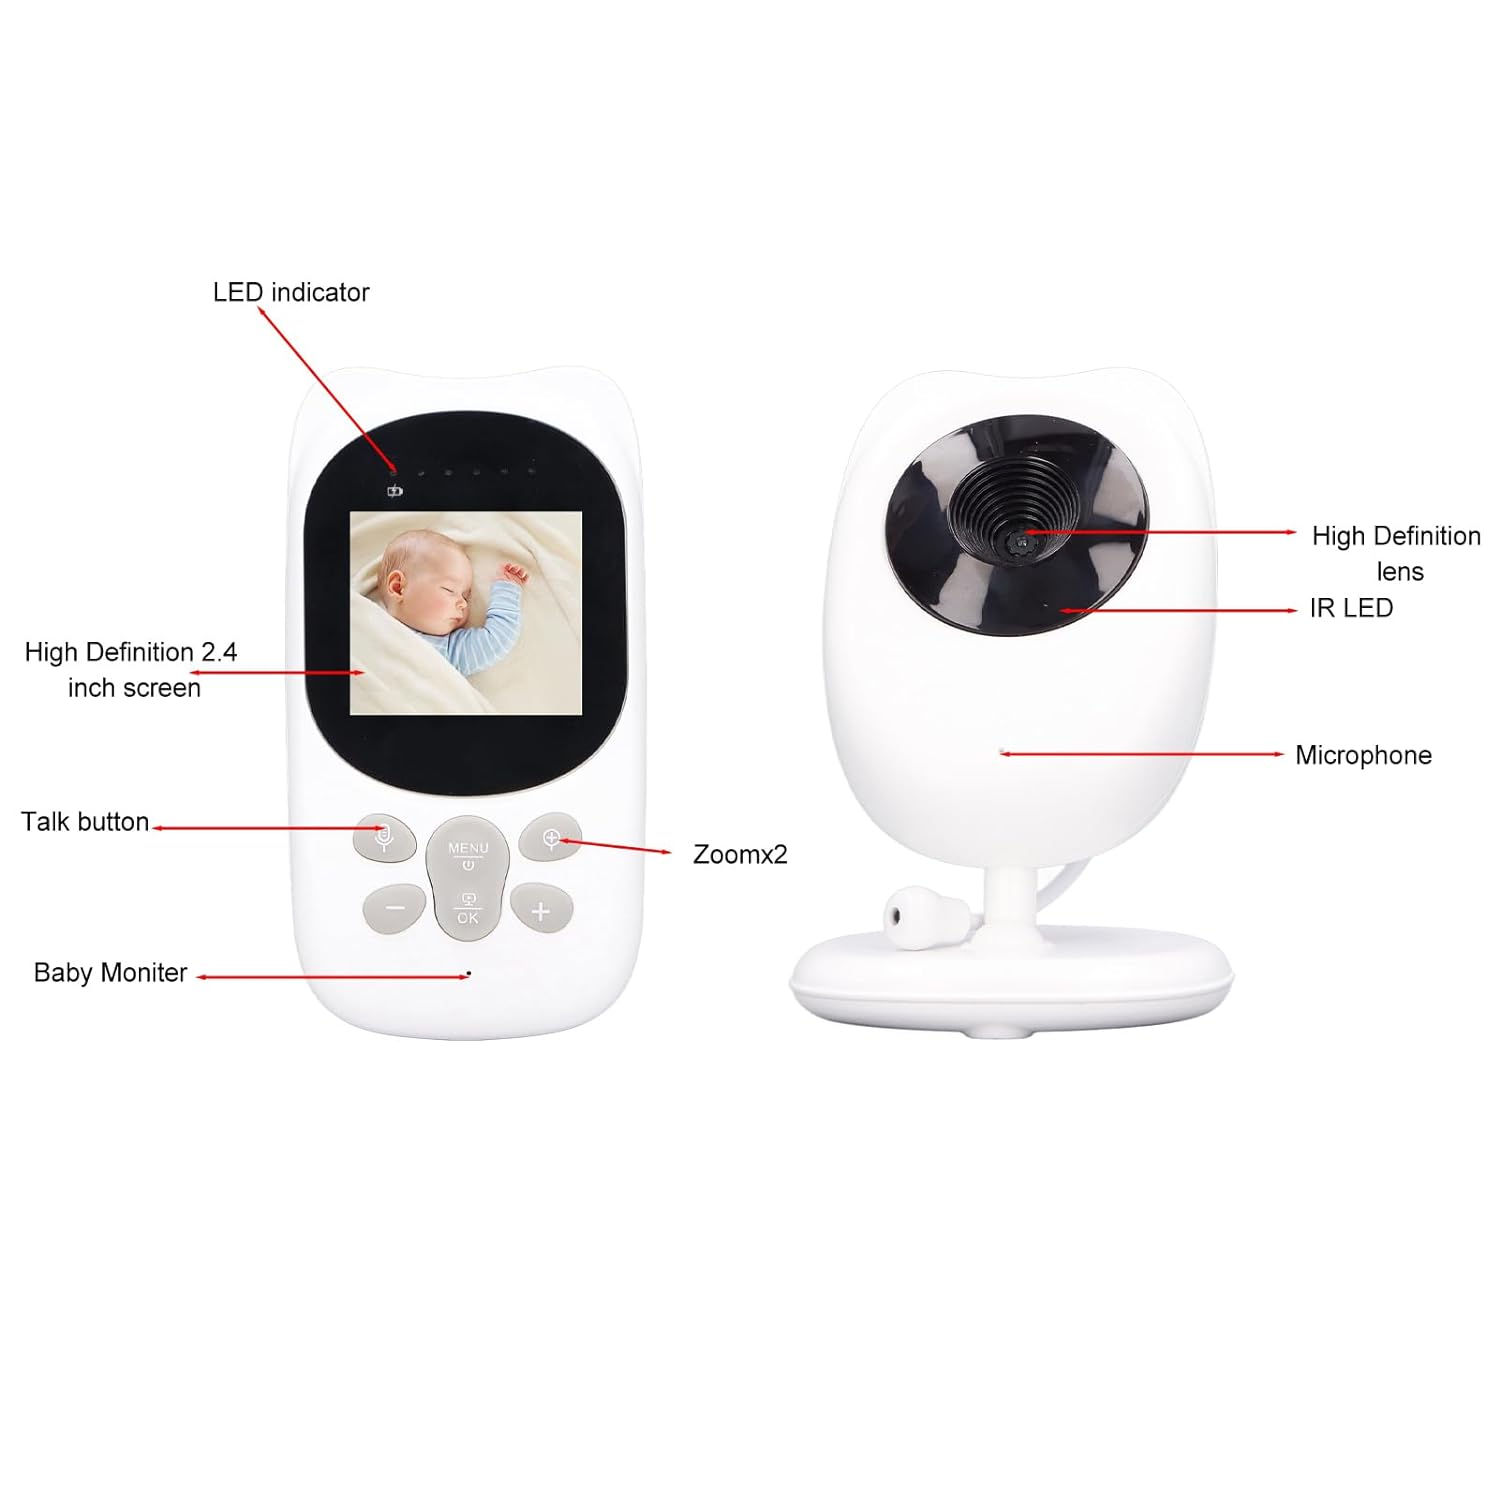 LED indicator
High Definition 2.4
inch screen
Talk button
MENU
OK
Zoomx2
Baby Moniter
High Definition
lens
IR LED
Microphone